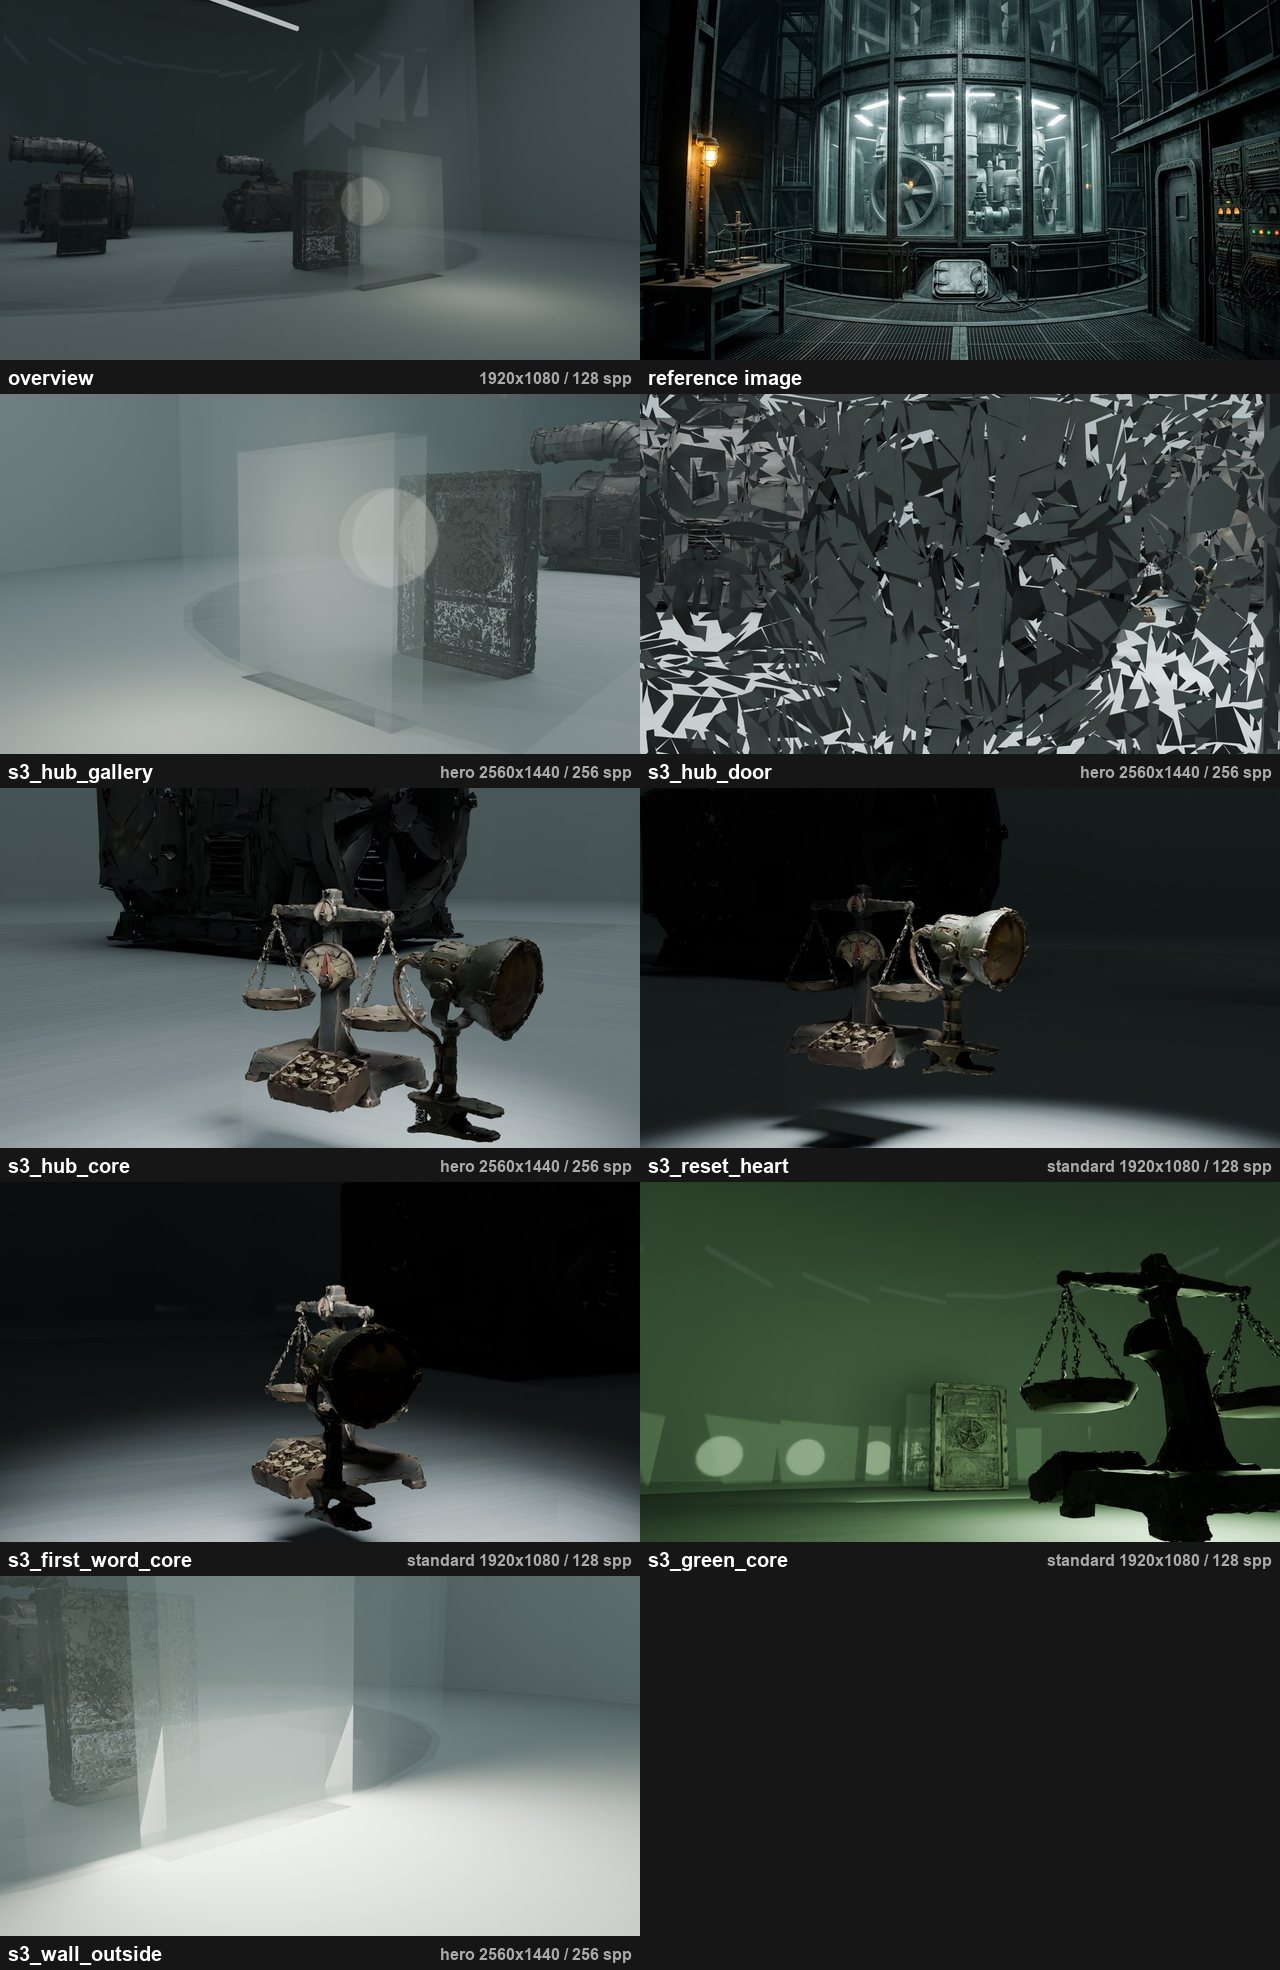 overview 1920x1080 / 128 spp
reference image
s3_hub_gallery hero 2560x1440 / 256 spp
s3_hub_door hero 2560x1440 / 256 spp
s3_hub_core hero 2560x1440 / 256 spp
s3_reset_heart standard 1920x1080 / 128 spp
s3_first_word_core standard 1920x1080 / 128 spp
s3_green_core standard 1920x1080 / 128 spp
s3_wall_outside hero 2560x1440 / 256 spp